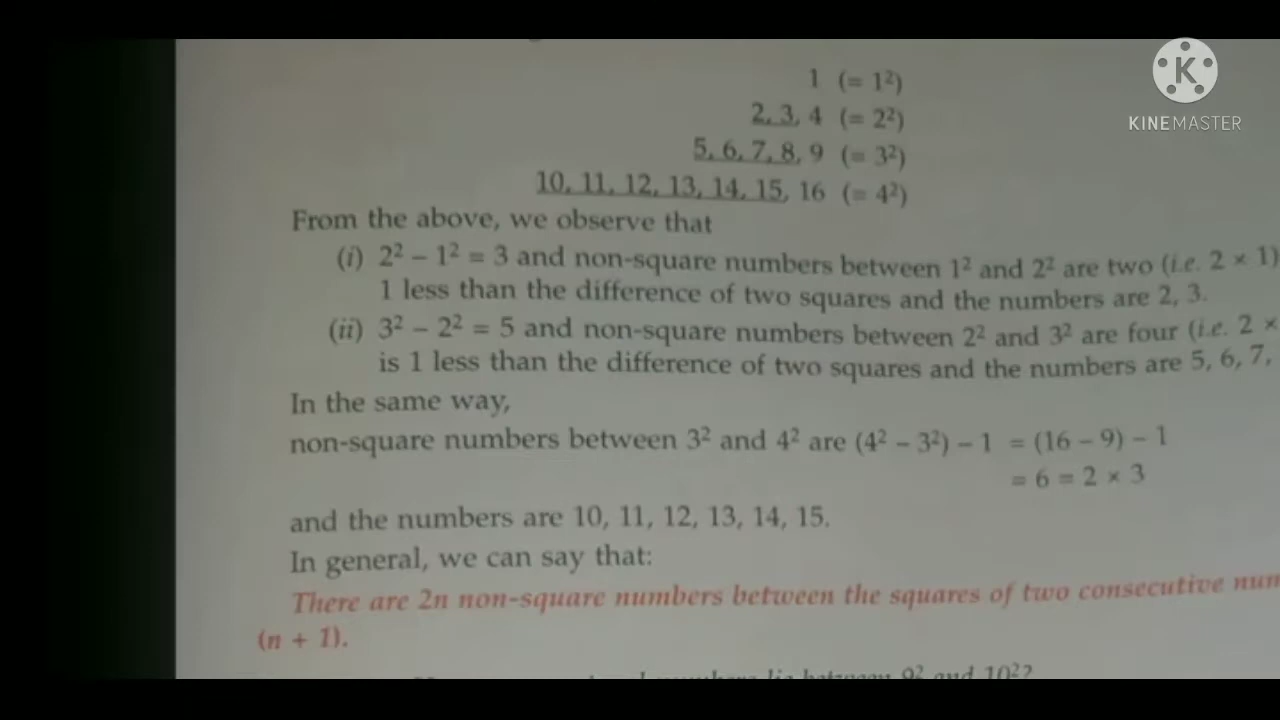 KINEMASTER
1 (= 1²)
2, 3, 4 (= 2²)
5, 6, 7, 8, 9 (= 3²)
10, 11, 12, 13, 14, 15, 16 (= 4²)
From the above, we observe that
(i) 2² – 1² = 3 and non-square numbers between 1² and 2² are two (i.e. 2 × 1)
1 less than the difference of two squares and the numbers are 2, 3.
(ii) 3² – 2² = 5 and non-square numbers between 2² and 3² are four (i.e. 2 ×
is 1 less than the difference of two squares and the numbers are 5, 6, 7,
In the same way,
non-square numbers between 3² and 4² are (4² – 3²) – 1 = (16 – 9) – 1
= 6 = 2 × 3
and the numbers are 10, 11, 12, 13, 14, 15.
In general, we can say that:
There are 2n non-square numbers between the squares of two consecutive num
(n + 1).
lie between 9² and 10²?